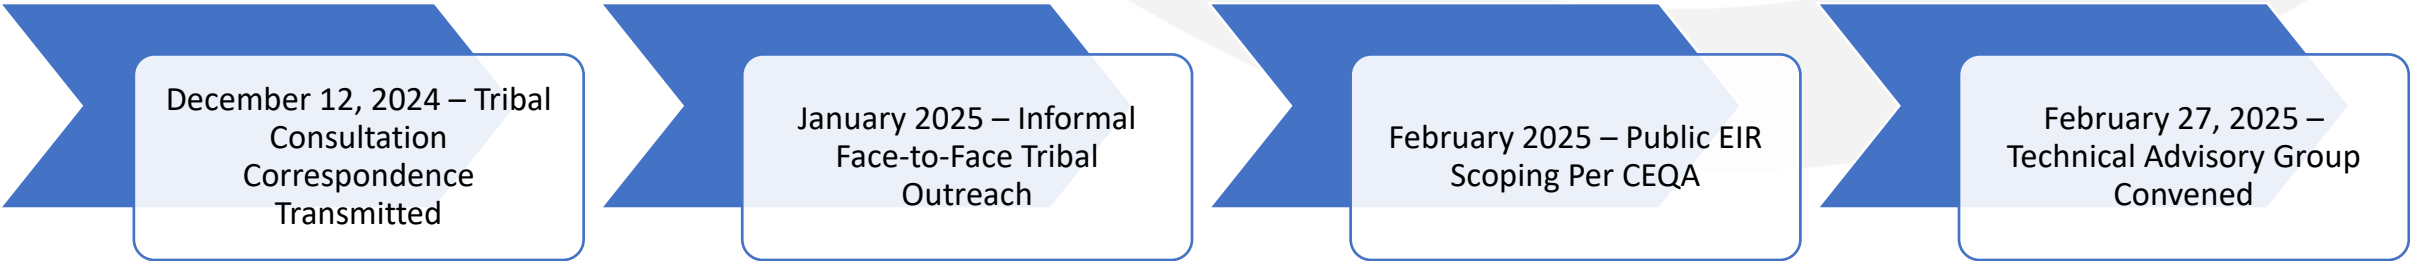 December 12, 2024 – Tribal
Consultation
Correspondence
Transmitted
January 2025 – Informal
Face-to-Face Tribal
Outreach
February 2025 – Public EIR
Scoping Per CEQA
February 27, 2025 –
Technical Advisory Group
Convened